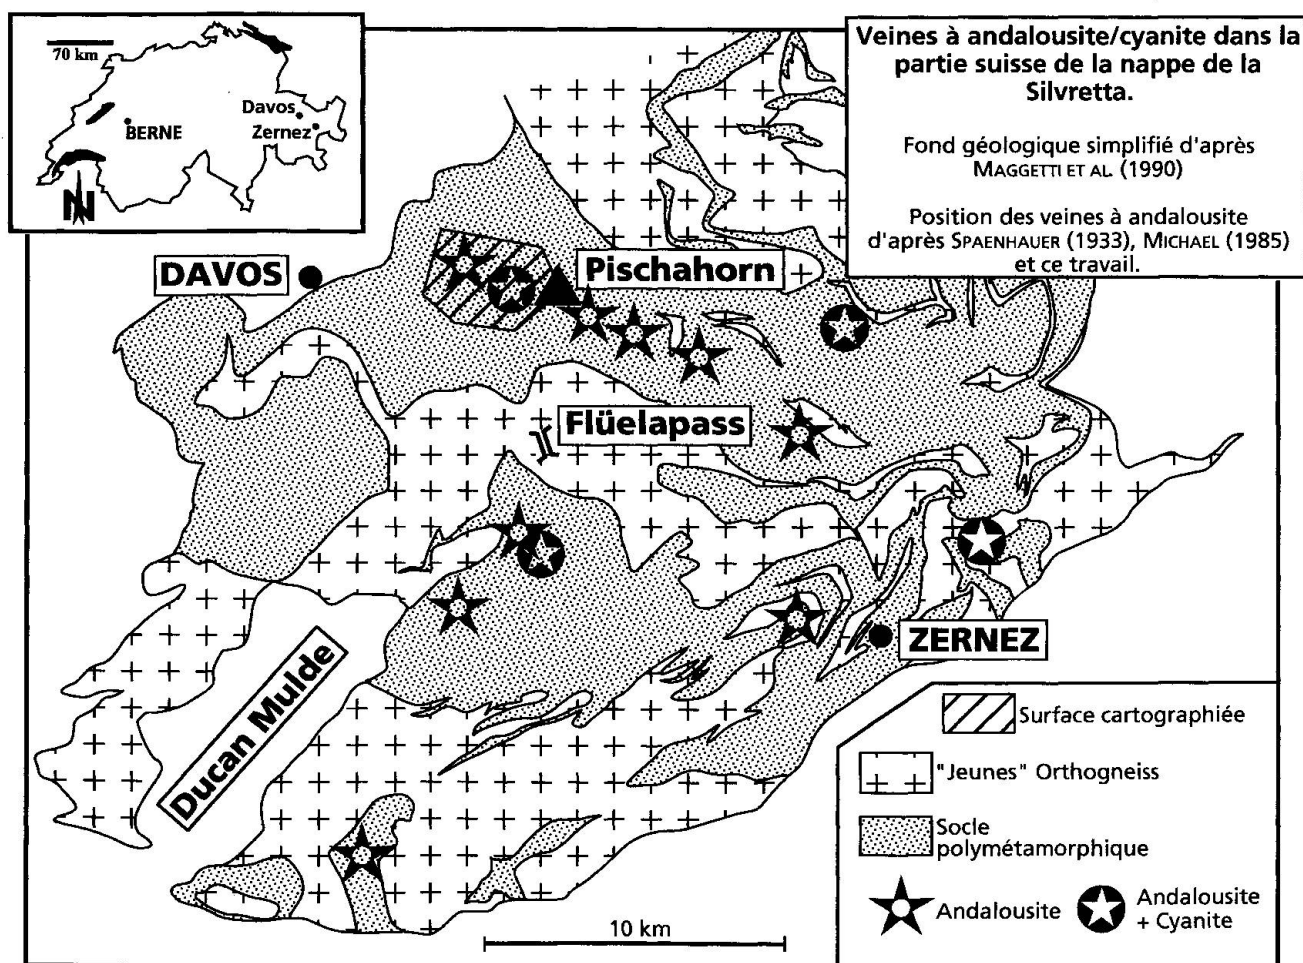 70 km
BERNE
Davos
Zernez
N
Veines à andalousite/cyanite dans la
partie suisse de la nappe de la
Silvretta.
Fond géologique simplifié d'après
MAGGETTI ET AL. (1990)
Position des veines à andalousite
d'après SPAENHAUER (1933), MICHAEL (1985)
et ce travail.
DAVOS
Pischahorn
Flüelapass
ZERNEZ
Ducan Mulde
Surface cartographiée
"Jeunes" Orthogneiss
Socle
polymétamorphique
Andalousite
Andalousite
+ Cyanite
10 km